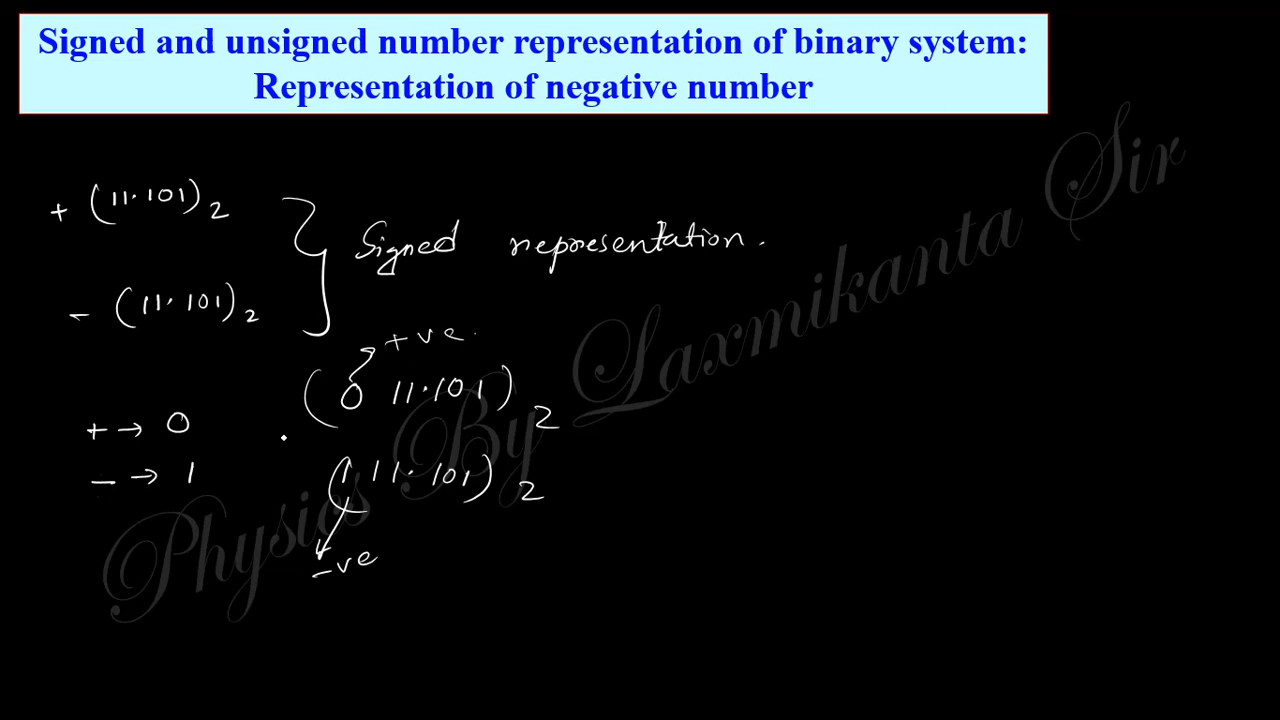 Signed and unsigned number representation of binary system:
Representation of negative number
+ (11.101)2
Signed representation.
- (11.101)2
+ve
(0 11.101)2
+ → 0
- → 1
(1 11.101)2
-ve
Physics By Laxmikanta Sir